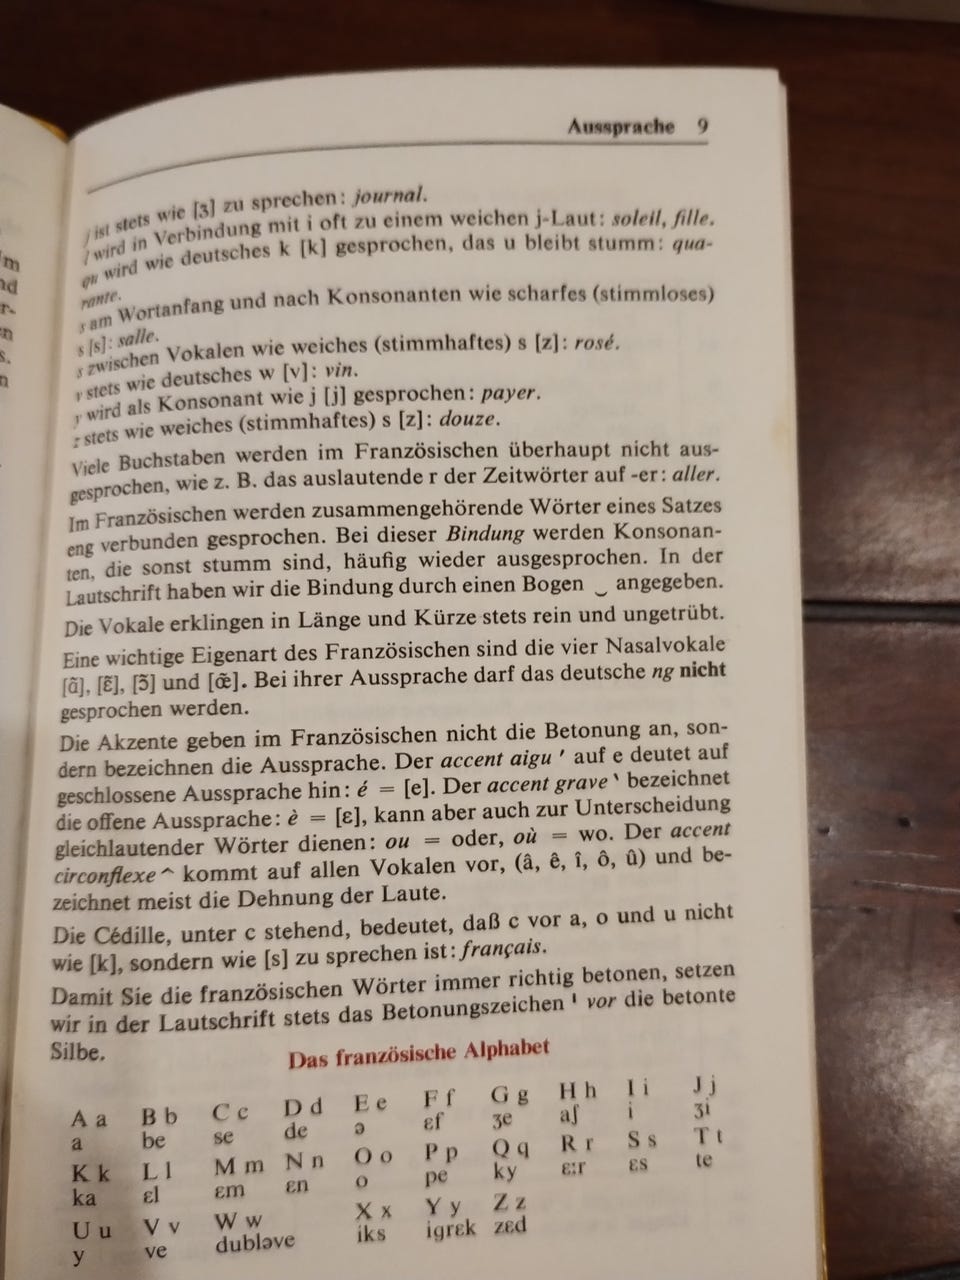 Aussprache 9
j ist stets wie [ʒ] zu sprechen: journal.
l wird in Verbindung mit i oft zu einem weichen j-Laut: soleil, fille.
qu wird wie deutsches k [k] gesprochen, das u bleibt stumm: qua-
rante.
s am Wortanfang und nach Konsonanten wie scharfes (stimmloses)
s [s]: salle.
s zwischen Vokalen wie weiches (stimmhaftes) s [z]: rosé.
v stets wie deutsches w [v]: vin.
y wird als Konsonant wie j [j] gesprochen: payer.
z stets wie weiches (stimmhaftes) s [z]: douze.
Viele Buchstaben werden im Französischen überhaupt nicht aus-
gesprochen, wie z. B. das auslautende r der Zeitwörter auf -er: aller.
Im Französischen werden zusammengehörende Wörter eines Satzes
eng verbunden gesprochen. Bei dieser Bindung werden Konsonan-
ten, die sonst stumm sind, häufig wieder ausgesprochen. In der
Lautschrift haben wir die Bindung durch einen Bogen ‿ angegeben.
Die Vokale erklingen in Länge und Kürze stets rein und ungetrübt.
Eine wichtige Eigenart des Französischen sind die vier Nasalvokale
[ɑ̃], [ɛ̃], [ɔ̃] und [œ̃]. Bei ihrer Aussprache darf das deutsche ng nicht
gesprochen werden.
Die Akzente geben im Französischen nicht die Betonung an, son-
dern bezeichnen die Aussprache. Der accent aigu ˊ auf e deutet auf
geschlossene Aussprache hin: é = [e]. Der accent grave ˋ bezeichnet
die offene Aussprache: è = [ɛ], kann aber auch zur Unterscheidung
gleichlautender Wörter dienen: ou = oder, où = wo. Der accent
circonflexe ^ kommt auf allen Vokalen vor, (â, ê, î, ô, û) und be-
zeichnet meist die Dehnung der Laute.
Die Cédille, unter c stehend, bedeutet, daß c vor a, o und u nicht
wie [k], sondern wie [s] zu sprechen ist: français.
Damit Sie die französischen Wörter immer richtig betonen, setzen
wir in der Lautschrift stets das Betonungszeichen ˈ vor die betonte
Silbe.
Das französische Alphabet
A a B b C c D d E e F f G g H h I i J j
a be se de ə ɛf ʒe aʃ i ʒi
K k L l M m N n O o P p Q q R r S s T t
ka ɛl ɛm ɛn o pe ky ɛ:r ɛs te
U u V v W w X x Y y Z z
y ve dubləve iks igrɛk zɛd